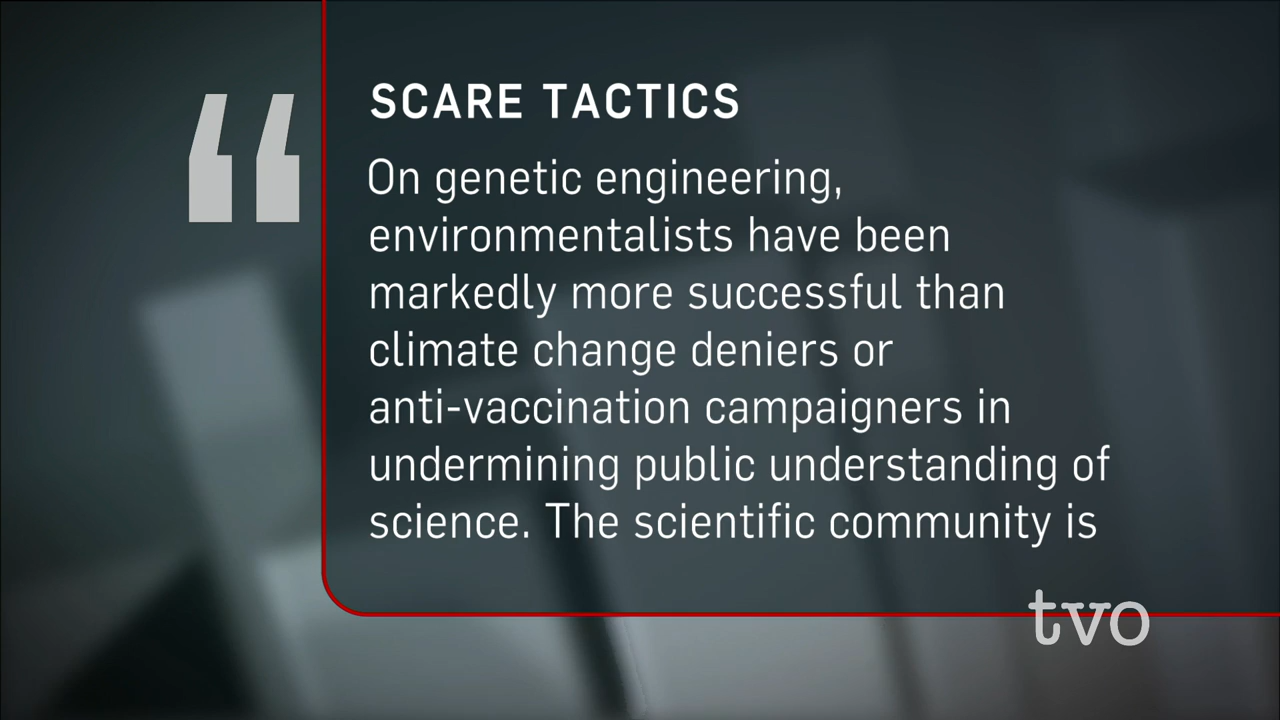 “
SCARE TACTICS
On genetic engineering,
environmentalists have been
markedly more successful than
climate change deniers or
anti-vaccination campaigners in
undermining public understanding of
science. The scientific community is
tvo